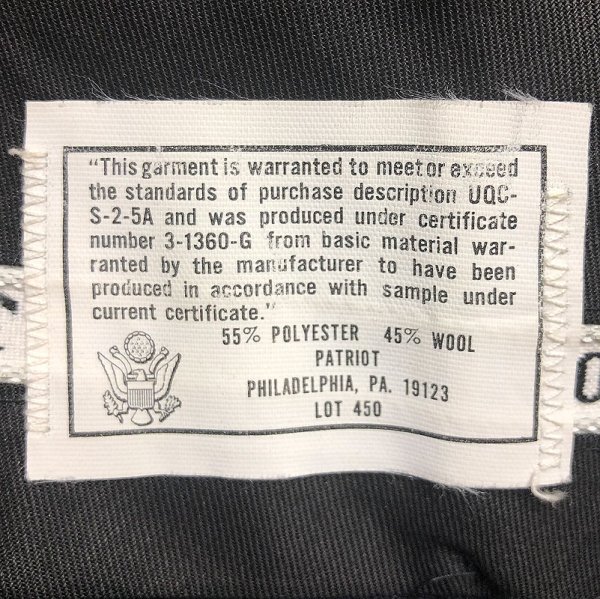 "This garment is warranted to meet or exceed
the standards of purchase description UQC-
S-2-5A and was produced under certificate
number 3-1360-G from basic material war-
ranted by the manufacturer to have been
produced in accordance with sample under
current certificate."
55% POLYESTER 45% WOOL
PATRIOT
PHILADELPHIA, PA. 19123
LOT 450